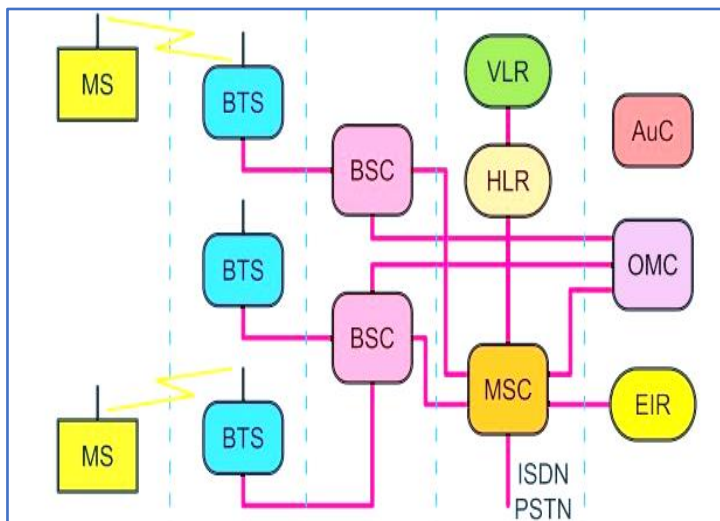 MS
BTS
VLR
AuC
BSC
HLR
BTS
OMC
BSC
MSC
EIR
MS
BTS
ISDN
PSTN